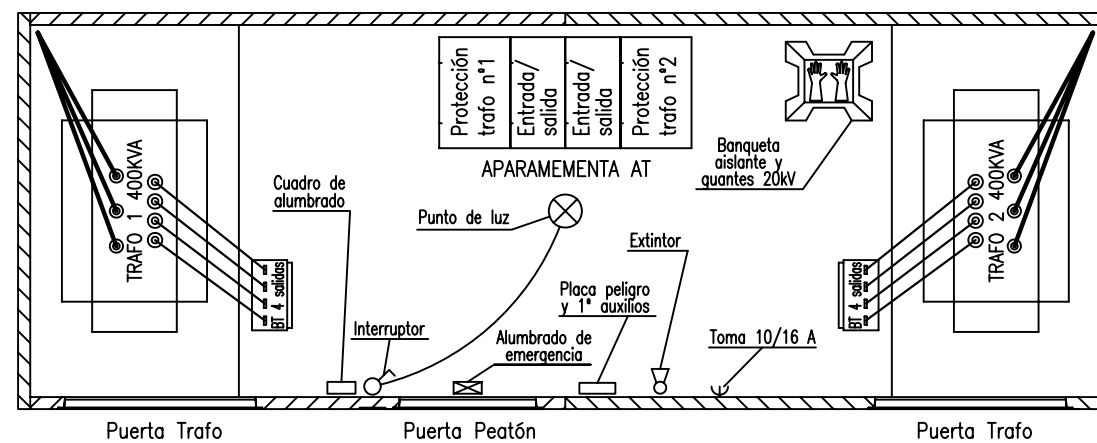 Protección
trafo nº1
Entrada/
salida
Entrada/
salida
Protección
trafo nº2
APARAMEMENTA AT
Banqueta
aislante y
guantes 20kV
Cuadro de
alumbrado
Punto de luz
Extintor
TRAFO 1 400KVA
TRAFO 2 400KVA
BT 4 salidas
BT 4 salidas
Placa peligro
y 1ª auxilios
Interruptor
Alumbrado de
emergencia
Toma 10/16 A
Puerta Trafo
Puerta Peatón
Puerta Trafo